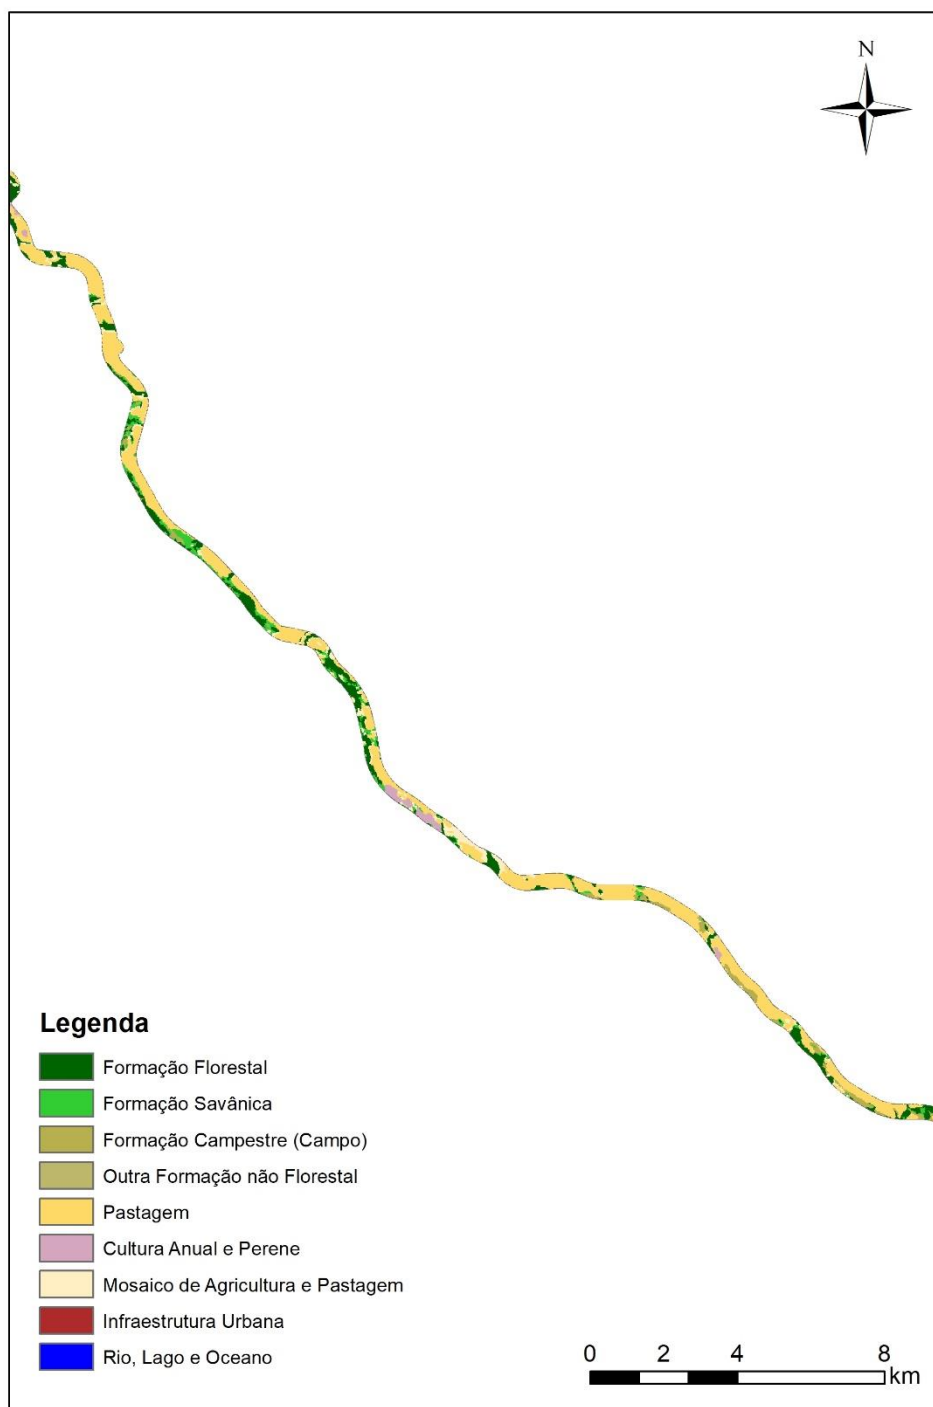 N
Legenda
Formação Florestal
Formação Savânica
Formação Campestre (Campo)
Outra Formação não Florestal
Pastagem
Cultura Anual e Perene
Mosaico de Agricultura e Pastagem
Infraestrutura Urbana
Rio, Lago e Oceano
0 2 4 8
km